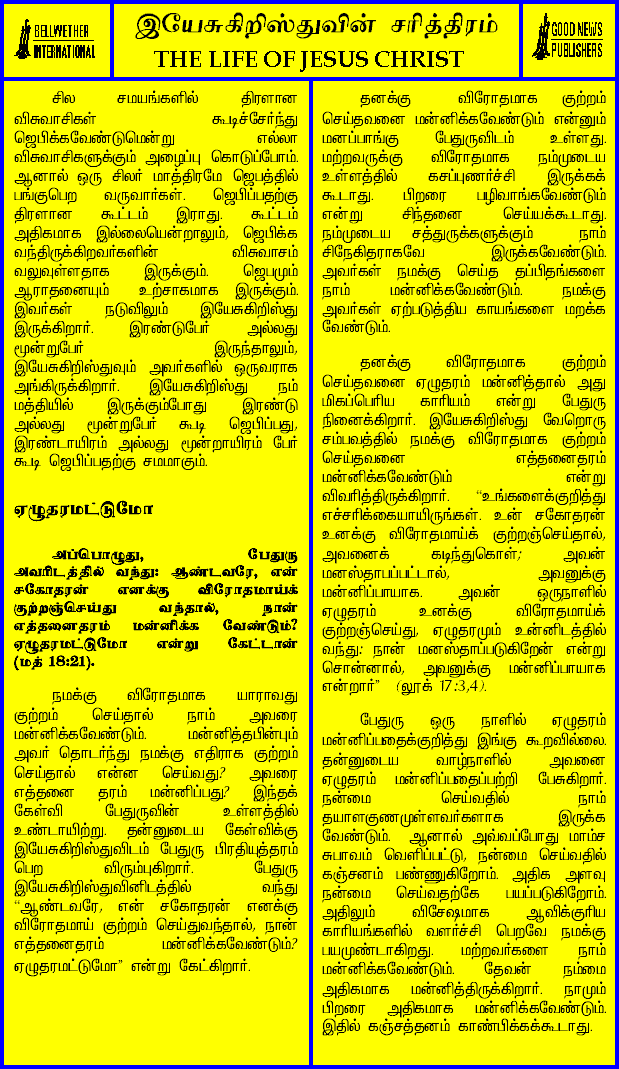 BELLWETHER
INTERNATIONAL
இயேசுகிறிஸ்துவின் சரித்திரம்
THE LIFE OF JESUS CHRIST
GOOD NEWS
PUBLISHERS
சில சமயங்களில் திரளான
விசுவாசிகள் கூடிச்சேர்ந்து
ஜெபிக்கவேண்டுமென்று எல்லா
விசுவாசிகளுக்கும் அழைப்பு கொடுப்போம்.
ஆனால் ஒரு சிலர் மாத்திரமே ஜெபத்தில்
பங்குபெற வருவார்கள். ஜெபிப்பதற்கு
திரளான கூட்டம் இராது. கூட்டம்
அதிகமாக இல்லையென்றாலும், ஜெபிக்க
வந்திருக்கிறவர்களின் விசுவாசம்
வலுவுள்ளதாக இருக்கும். ஜெபமும்
ஆராதனையும் உற்சாகமாக இருக்கும்.
இவர்கள் நடுவிலும் இயேசுகிறிஸ்து
இருக்கிறார். இரண்டுபேர் அல்லது
மூன்றுபேர் இருந்தாலும்,
இயேசுகிறிஸ்துவும் அவர்களில் ஒருவராக
அங்கிருக்கிறார். இயேசுகிறிஸ்து நம்
மத்தியில் இருக்கும்போது இரண்டு
அல்லது மூன்றுபேர் கூடி ஜெபிப்பது,
இரண்டாயிரம் அல்லது மூன்றாயிரம் பேர்
கூடி ஜெபிப்பதற்கு சமமாகும்.
ஏழுதரமட்டுமோ
அப்பொழுது, பேதுரு
அவரிடத்தில் வந்து: ஆண்டவரே, என்
சகோதரன் எனக்கு விரோதமாய்க்
குற்றஞ்செய்து வந்தால், நான்
எத்தனைதரம் மன்னிக்க வேண்டும்?
ஏழுதரமட்டுமோ என்று கேட்டான்
(மத் 18:21).
நமக்கு விரோதமாக யாராவது
குற்றம் செய்தால் நாம் அவரை
மன்னிக்கவேண்டும். மன்னித்தபின்பும்
அவர் தொடர்ந்து நமக்கு எதிராக குற்றம்
செய்தால் என்ன செய்வது? அவரை
எத்தனை தரம் மன்னிப்பது? இந்தக்
கேள்வி பேதுருவின் உள்ளத்தில்
உண்டாயிற்று. தன்னுடைய கேள்விக்கு
இயேசுகிறிஸ்துவிடம் பேதுரு பிரதியுத்தரம்
பெற விரும்புகிறார். பேதுரு
இயேசுகிறிஸ்துவினிடத்தில் வந்து
“ஆண்டவரே, என் சகோதரன் எனக்கு
விரோதமாய் குற்றம் செய்துவந்தால், நான்
எத்தனைதரம் மன்னிக்கவேண்டும்?
ஏழுதரமட்டுமோ” என்று கேட்கிறார்.
தனக்கு விரோதமாக குற்றம்
செய்தவனை மன்னிக்கவேண்டும் என்னும்
மனப்பாங்கு பேதுருவிடம் உள்ளது.
மற்றவருக்கு விரோதமாக நம்முடைய
உள்ளத்தில் கசப்புணர்ச்சி இருக்கக்
கூடாது. பிறரை பழிவாங்கவேண்டும்
என்று சிந்தனை செய்யக்கூடாது.
நம்முடைய சத்துருக்களுக்கும் நாம்
சிநேகிதராகவே இருக்கவேண்டும்.
அவர்கள் நமக்கு செய்த தப்பிதங்களை
நாம் மன்னிக்கவேண்டும். நமக்கு
அவர்கள் ஏற்படுத்திய காயங்களை மறக்க
வேண்டும்.
தனக்கு விரோதமாக குற்றம்
செய்தவனை ஏழுதரம் மன்னித்தால் அது
மிகப்பெரிய காரியம் என்று பேதுரு
நினைக்கிறார். இயேசுகிறிஸ்து வேறொரு
சம்பவத்தில் நமக்கு விரோதமாக குற்றம்
செய்தவனை எத்தனைதரம்
மன்னிக்கவேண்டும் என்று
விவரித்திருக்கிறார். “உங்களைக்குறித்து
எச்சரிக்கையாயிருங்கள். உன் சகோதரன்
உனக்கு விரோதமாய்க் குற்றஞ்செய்தால்,
அவனைக் கடிந்துகொள்; அவன்
மனஸ்தாபப்பட்டால், அவனுக்கு
மன்னிப்பாயாக. அவன் ஒருநாளில்
ஏழுதரம் உனக்கு விரோதமாய்க்
குற்றஞ்செய்து, ஏழுதரமும் உன்னிடத்தில்
வந்து: நான் மனஸ்தாப்படுகிறேன் என்று
சொன்னால், அவனுக்கு மன்னிப்பாயாக
என்றார்” (லூக் 17:3,4).
பேதுரு ஒரு நாளில் ஏழுதரம்
மன்னிப்பதைக்குறித்து இங்கு கூறவில்லை.
தன்னுடைய வாழ்நாளில் அவனை
ஏழுதரம் மன்னிப்பதைப்பற்றி பேசுகிறார்.
நன்மை செய்வதில் நாம்
தயாளகுணமுள்ளவர்களாக இருக்க
வேண்டும். ஆனால் அவ்வப்போது மாம்ச
சுபாவம் வெளிப்பட்டு, நன்மை செய்வதில்
கஞ்சனம் பண்ணுகிறோம். அதிக அளவு
நன்மை செய்வதற்கே பயப்படுகிறோம்.
அதிலும் விசேஷமாக ஆவிக்குரிய
காரியங்களில் வளர்ச்சி பெறவே நமக்கு
பயமுண்டாகிறது. மற்றவர்களை நாம்
மன்னிக்கவேண்டும். தேவன் நம்மை
அதிகமாக மன்னித்திருக்கிறார். நாமும்
பிறரை அதிகமாக மன்னிக்கவேண்டும்.
இதில் கஞ்சத்தனம் காண்பிக்கக்கூடாது.